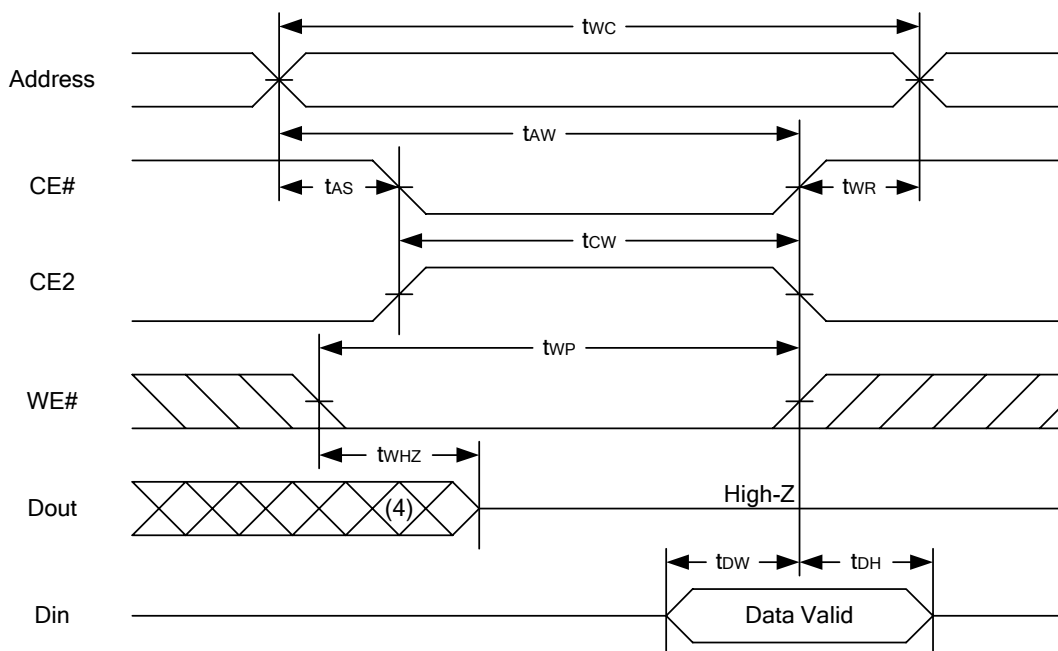 tWC
Address
tAW
CE#
tAS
tWR
tCW
CE2
tWP
WE#
tWHZ
Dout
(4)
High-Z
tDW
tDH
Din
Data Valid